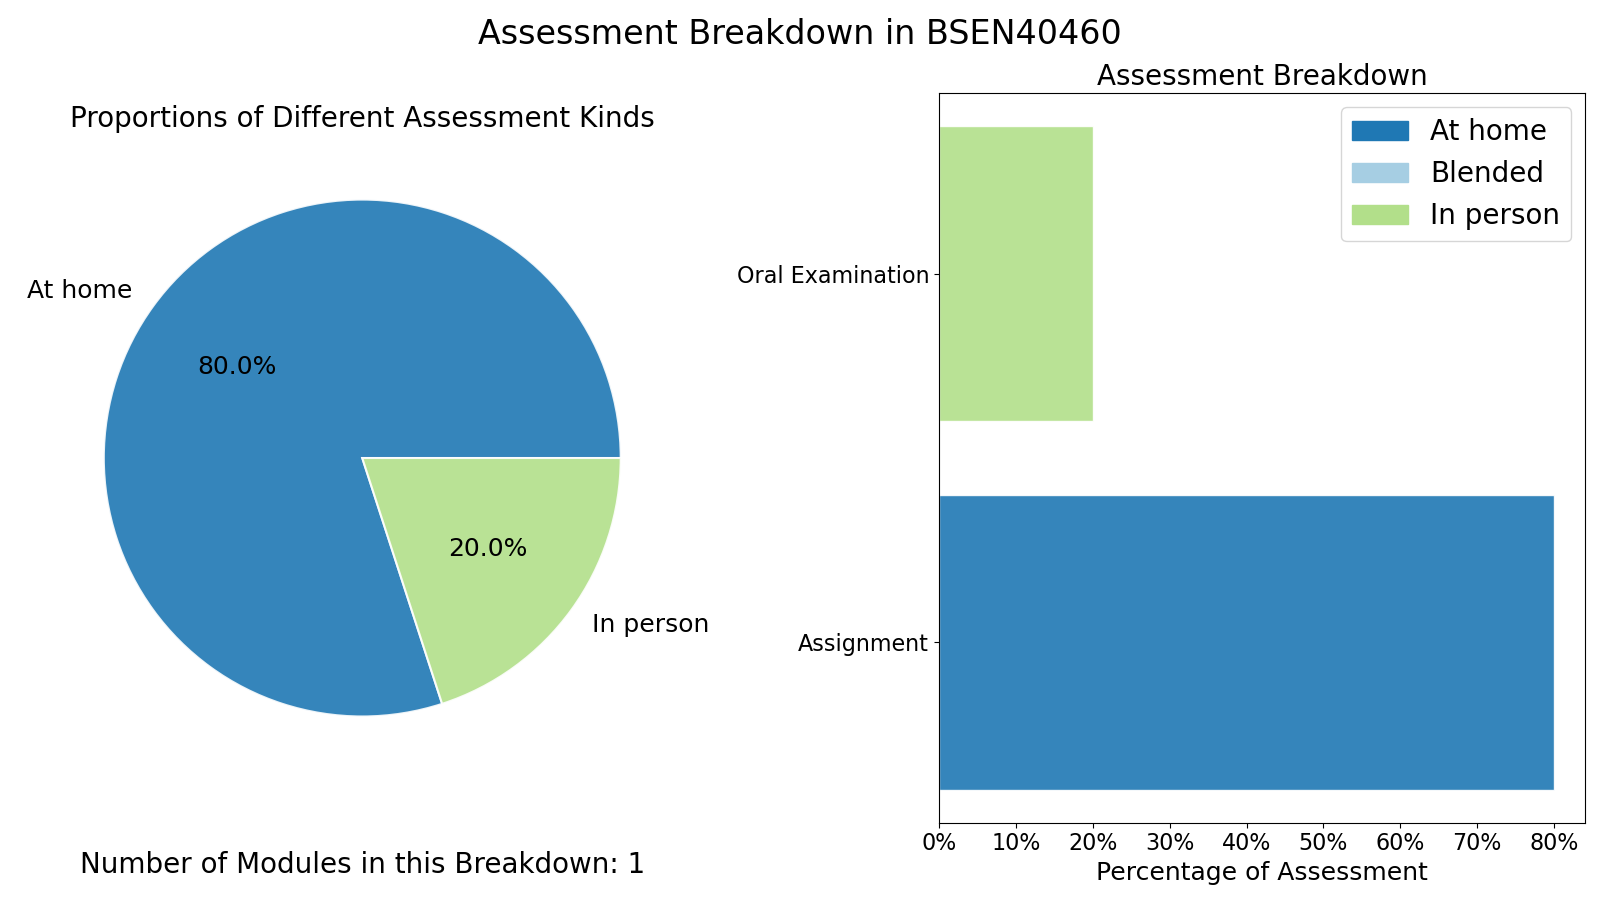 Assessment Breakdown in BSEN40460
Proportions of Different Assessment Kinds
At home
80.0%
20.0%
In person
Number of Modules in this Breakdown: 1
Assessment Breakdown
At home
Blended
In person
Oral Examination
Assignment
0% 10% 20% 30% 40% 50% 60% 70% 80%
Percentage of Assessment